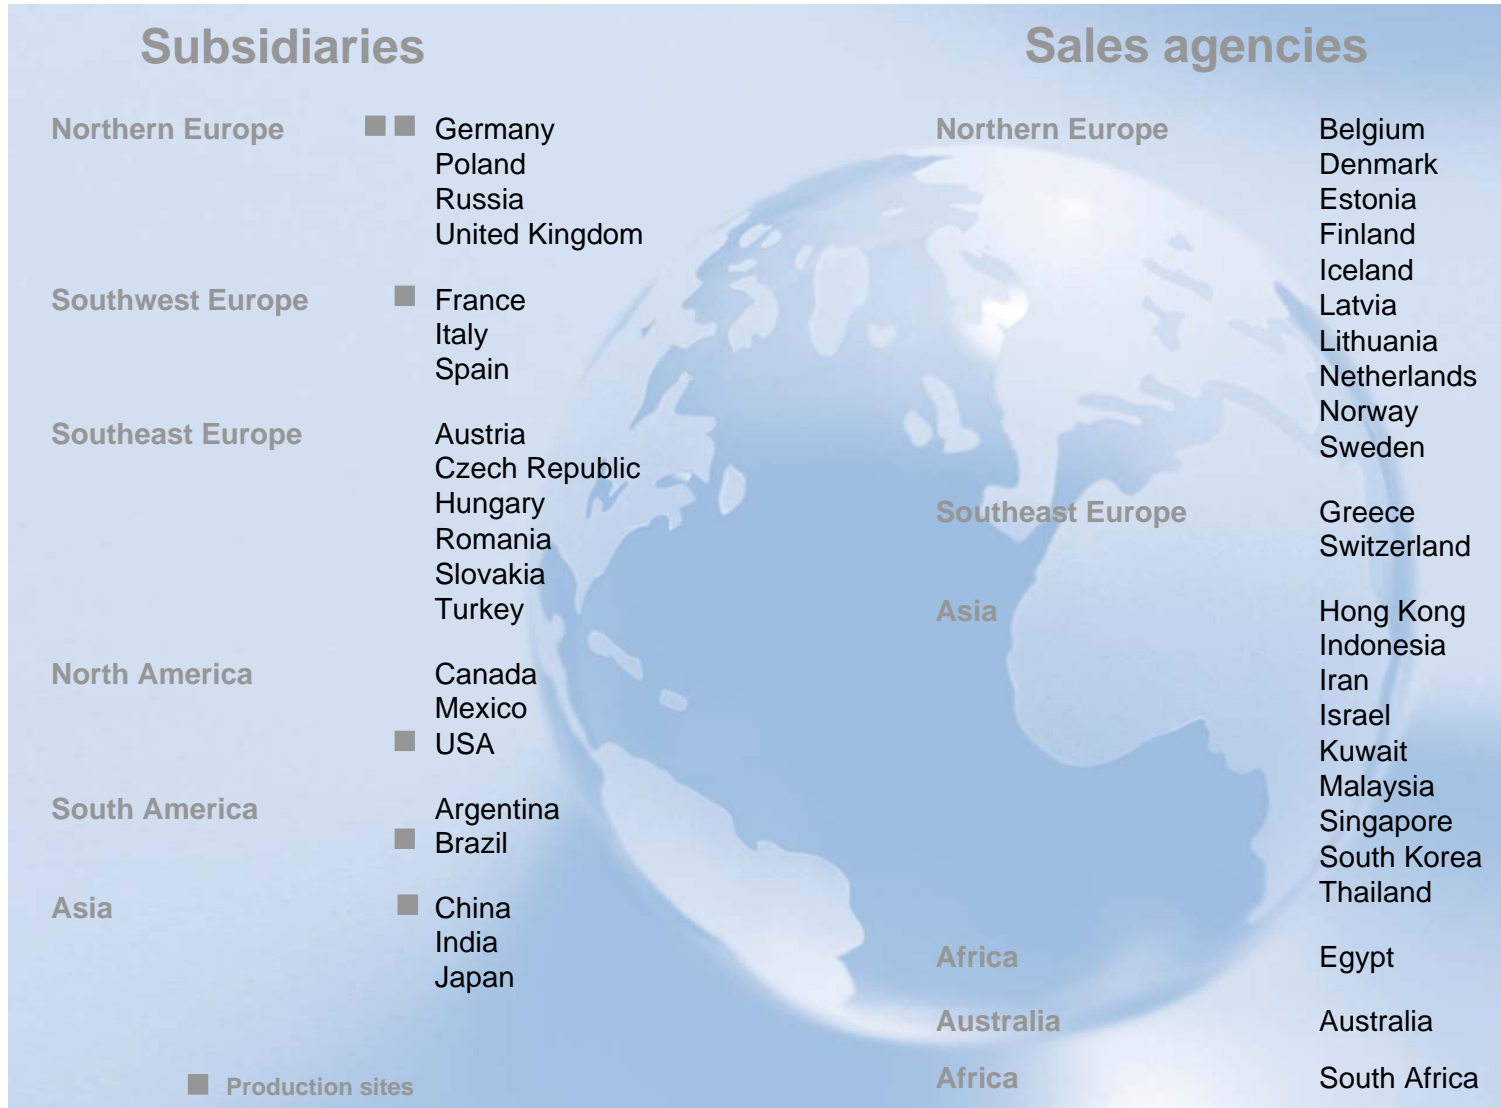 Subsidiaries
Northern Europe ■ ■ Germany
Poland
Russia
United Kingdom
Southwest Europe ■ France
Italy
Spain
Southeast Europe Austria
Czech Republic
Hungary
Romania
Slovakia
Turkey
North America Canada
Mexico
■ USA
South America Argentina
■ Brazil
Asia ■ China
India
Japan
■ Production sites
Sales agencies
Northern Europe Belgium
Denmark
Estonia
Finland
Iceland
Latvia
Lithuania
Netherlands
Norway
Sweden
Southeast Europe Greece
Switzerland
Asia Hong Kong
Indonesia
Iran
Israel
Kuwait
Malaysia
Singapore
South Korea
Thailand
Africa Egypt
Australia Australia
Africa South Africa